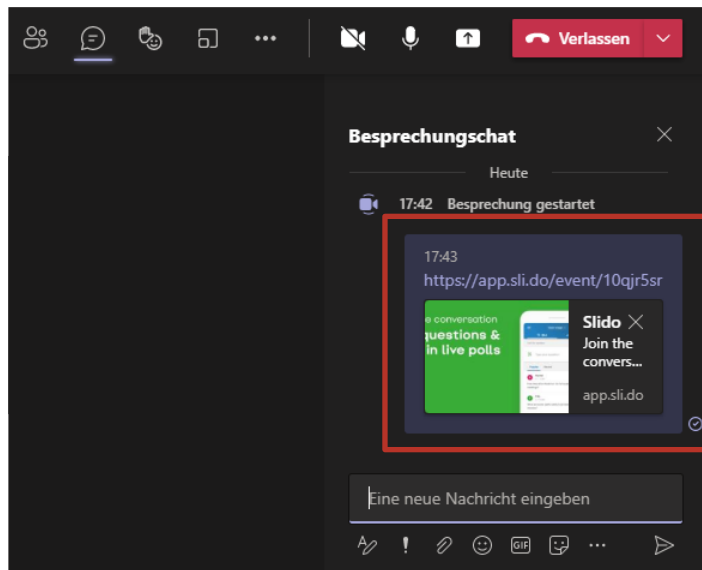 Verlassen
Besprechungschat
Heute
17:42 Besprechung gestartet
17:43
https://app.sli.do/event/10qjr5sr
e conversation
questions &
in live polls
Slido
Join the
convers...
app.sli.do
Eine neue Nachricht eingeben
GIF